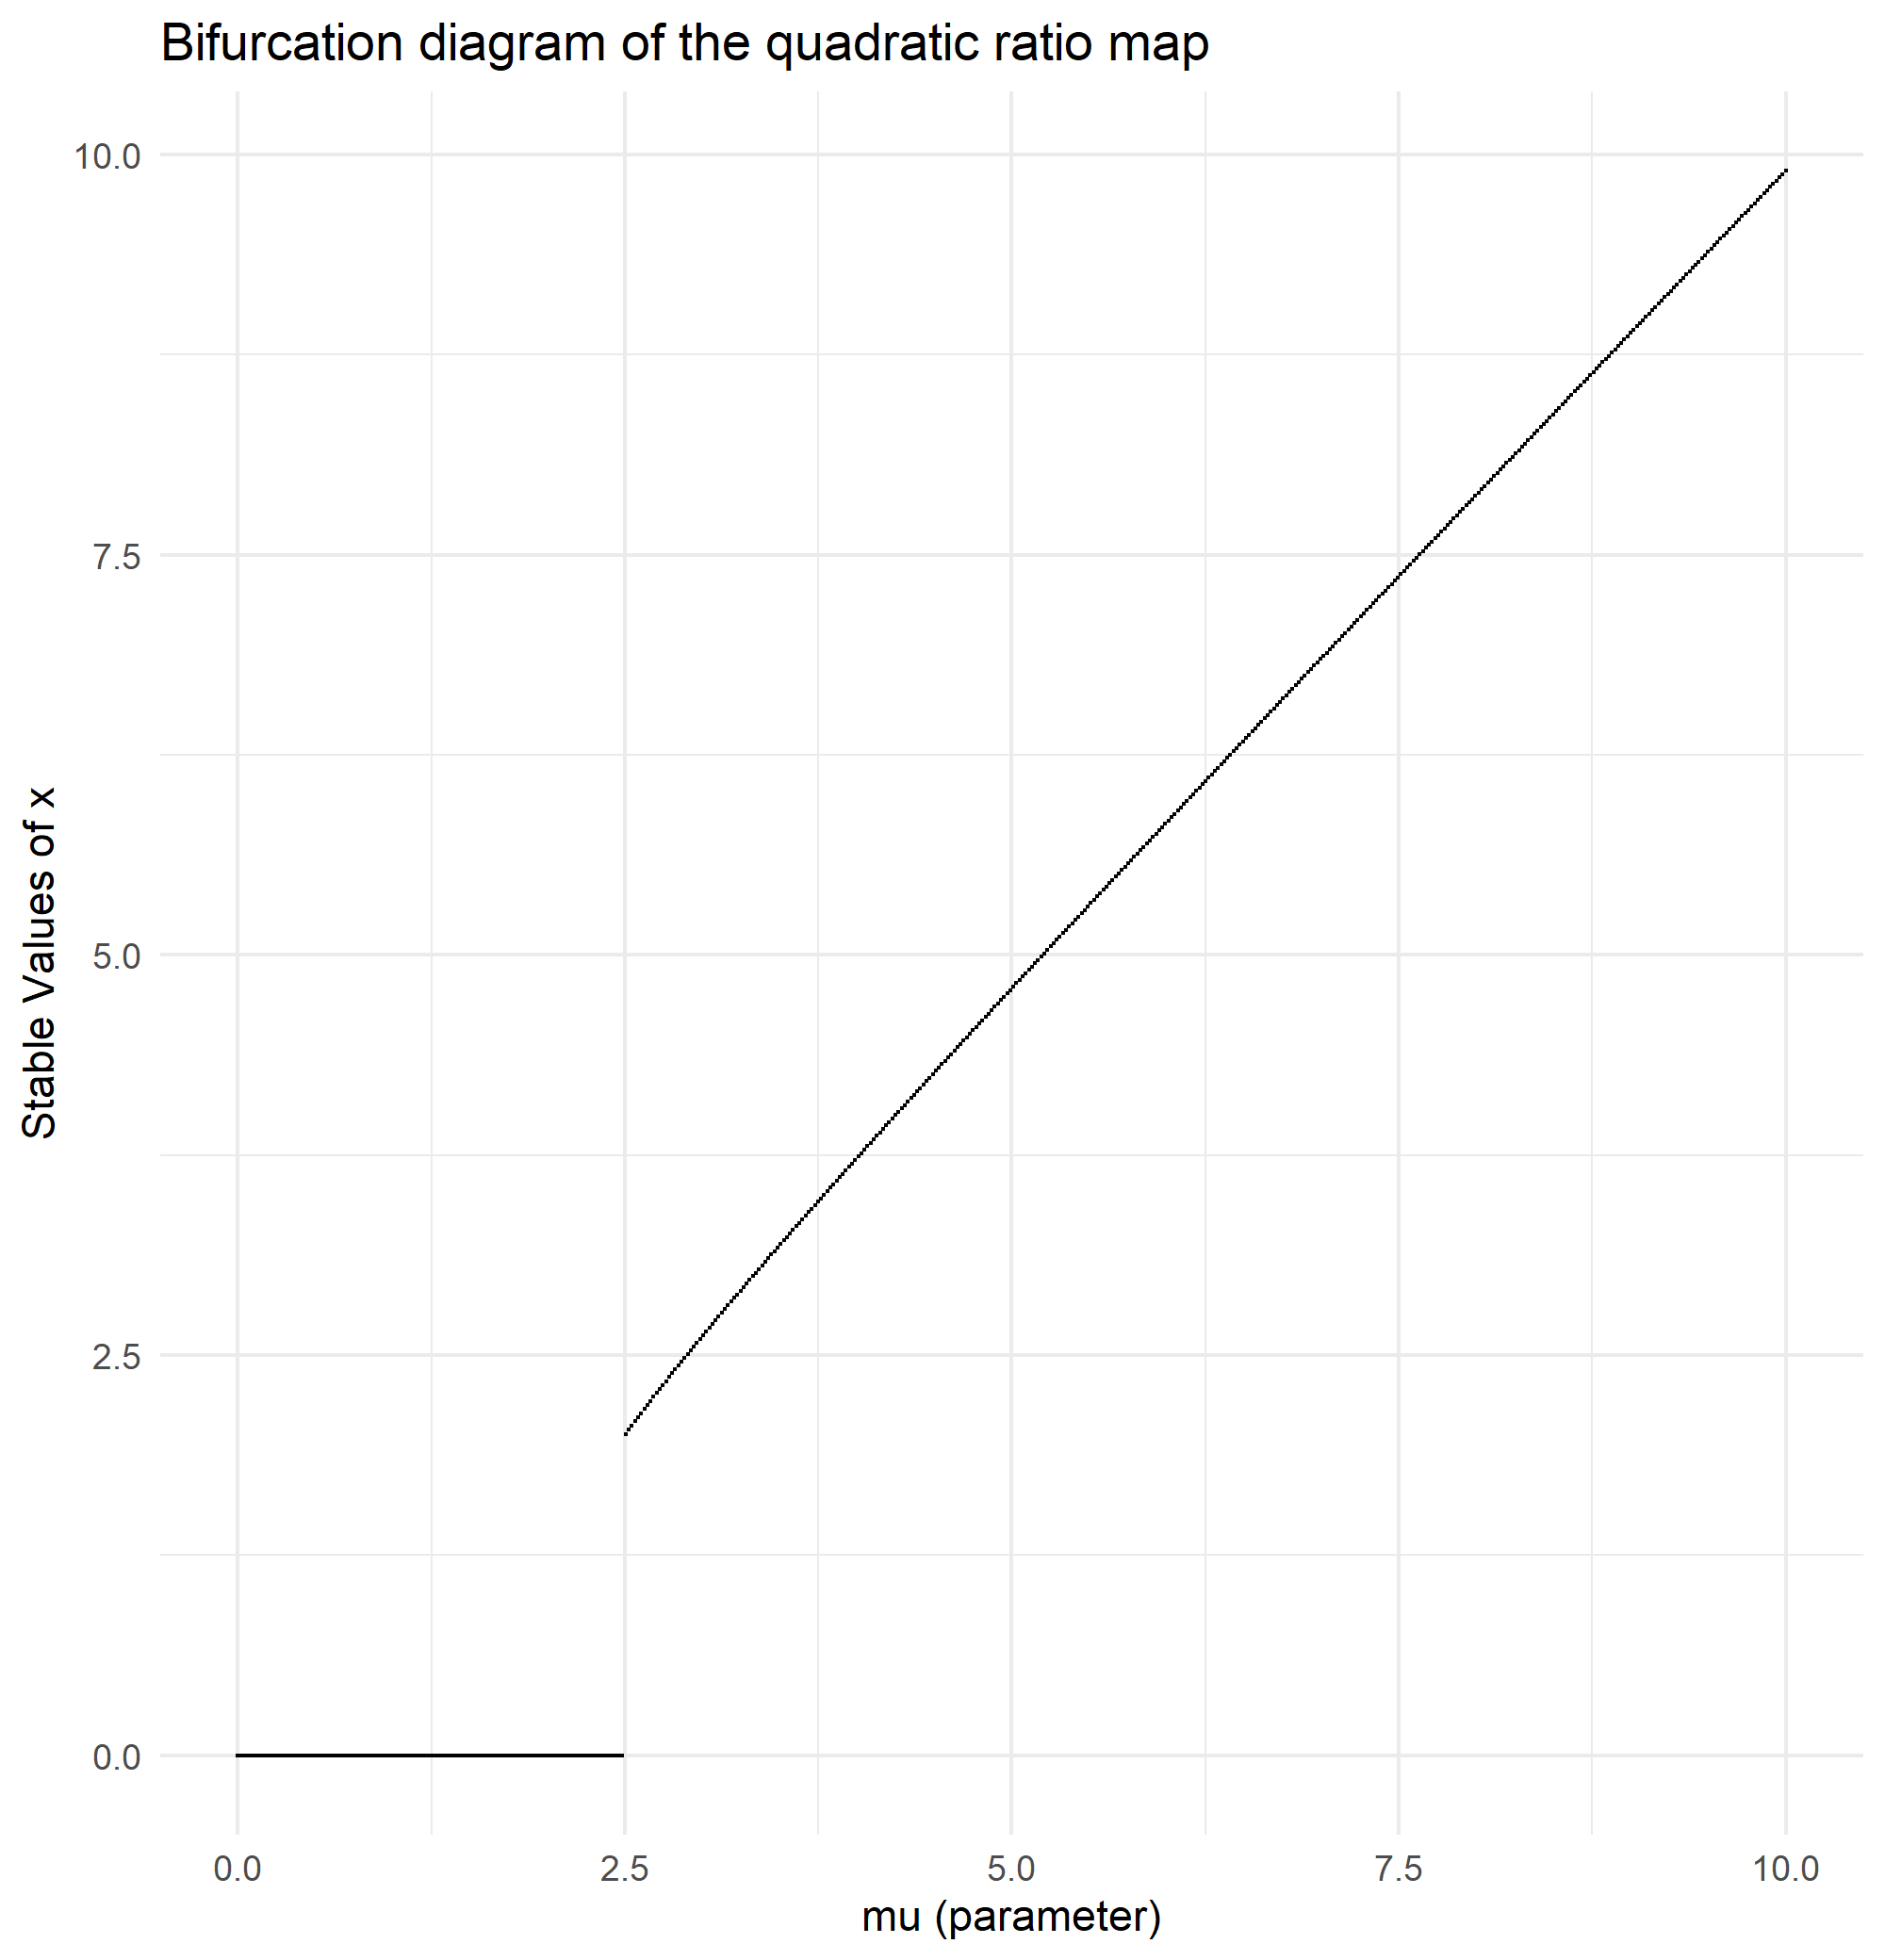 Bifurcation diagram of the quadratic ratio map
10.0
7.5
5.0
2.5
0.0
Stable Values of x
0.0 2.5 5.0 7.5 10.0
mu (parameter)